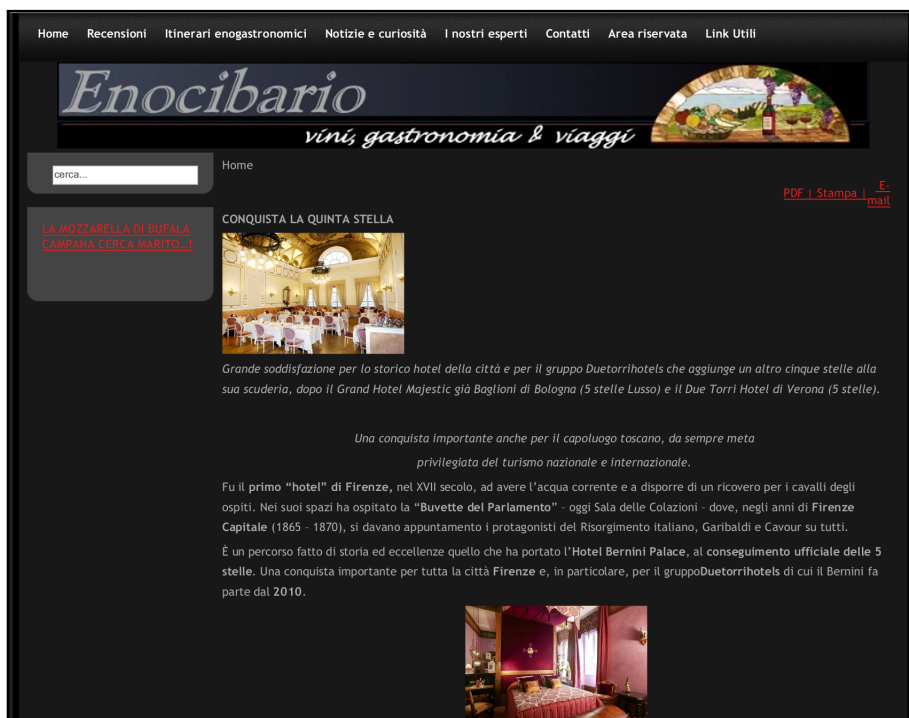 Home Recensioni Itinerari enogastronomici Notizie e curiosità I nostri esperti Contatti Area riservata Link Utili
Enocibario
vini, gastronomia & viaggi
cerca...
LA MOZZARELLA DI BUFALA
CAMPANA CERCA MARITO...!
Home
PDF | Stampa | E-
mail
CONQUISTA LA QUINTA STELLA
Grande soddisfazione per lo storico hotel della città e per il gruppo Duetorrihotels che aggiunge un altro cinque stelle alla
sua scuderia, dopo il Grand Hotel Majestic già Baglioni di Bologna (5 stelle Lusso) e il Due Torri Hotel di Verona (5 stelle).
Una conquista importante anche per il capoluogo toscano, da sempre meta
privilegiata del turismo nazionale e internazionale.
Fu il primo “hotel” di Firenze, nel XVII secolo, ad avere l’acqua corrente e a disporre di un ricovero per i cavalli degli
ospiti. Nei suoi spazi ha ospitato la “Buvette del Parlamento” – oggi Sala delle Colazioni – dove, negli anni di Firenze
Capitale (1865 – 1870), si davano appuntamento i protagonisti del Risorgimento italiano, Garibaldi e Cavour su tutti.
È un percorso fatto di storia ed eccellenze quello che ha portato l’Hotel Bernini Palace, al conseguimento ufficiale delle 5
stelle. Una conquista importante per tutta la città Firenze e, in particolare, per il gruppoDuetorrihotels di cui il Bernini fa
parte dal 2010.